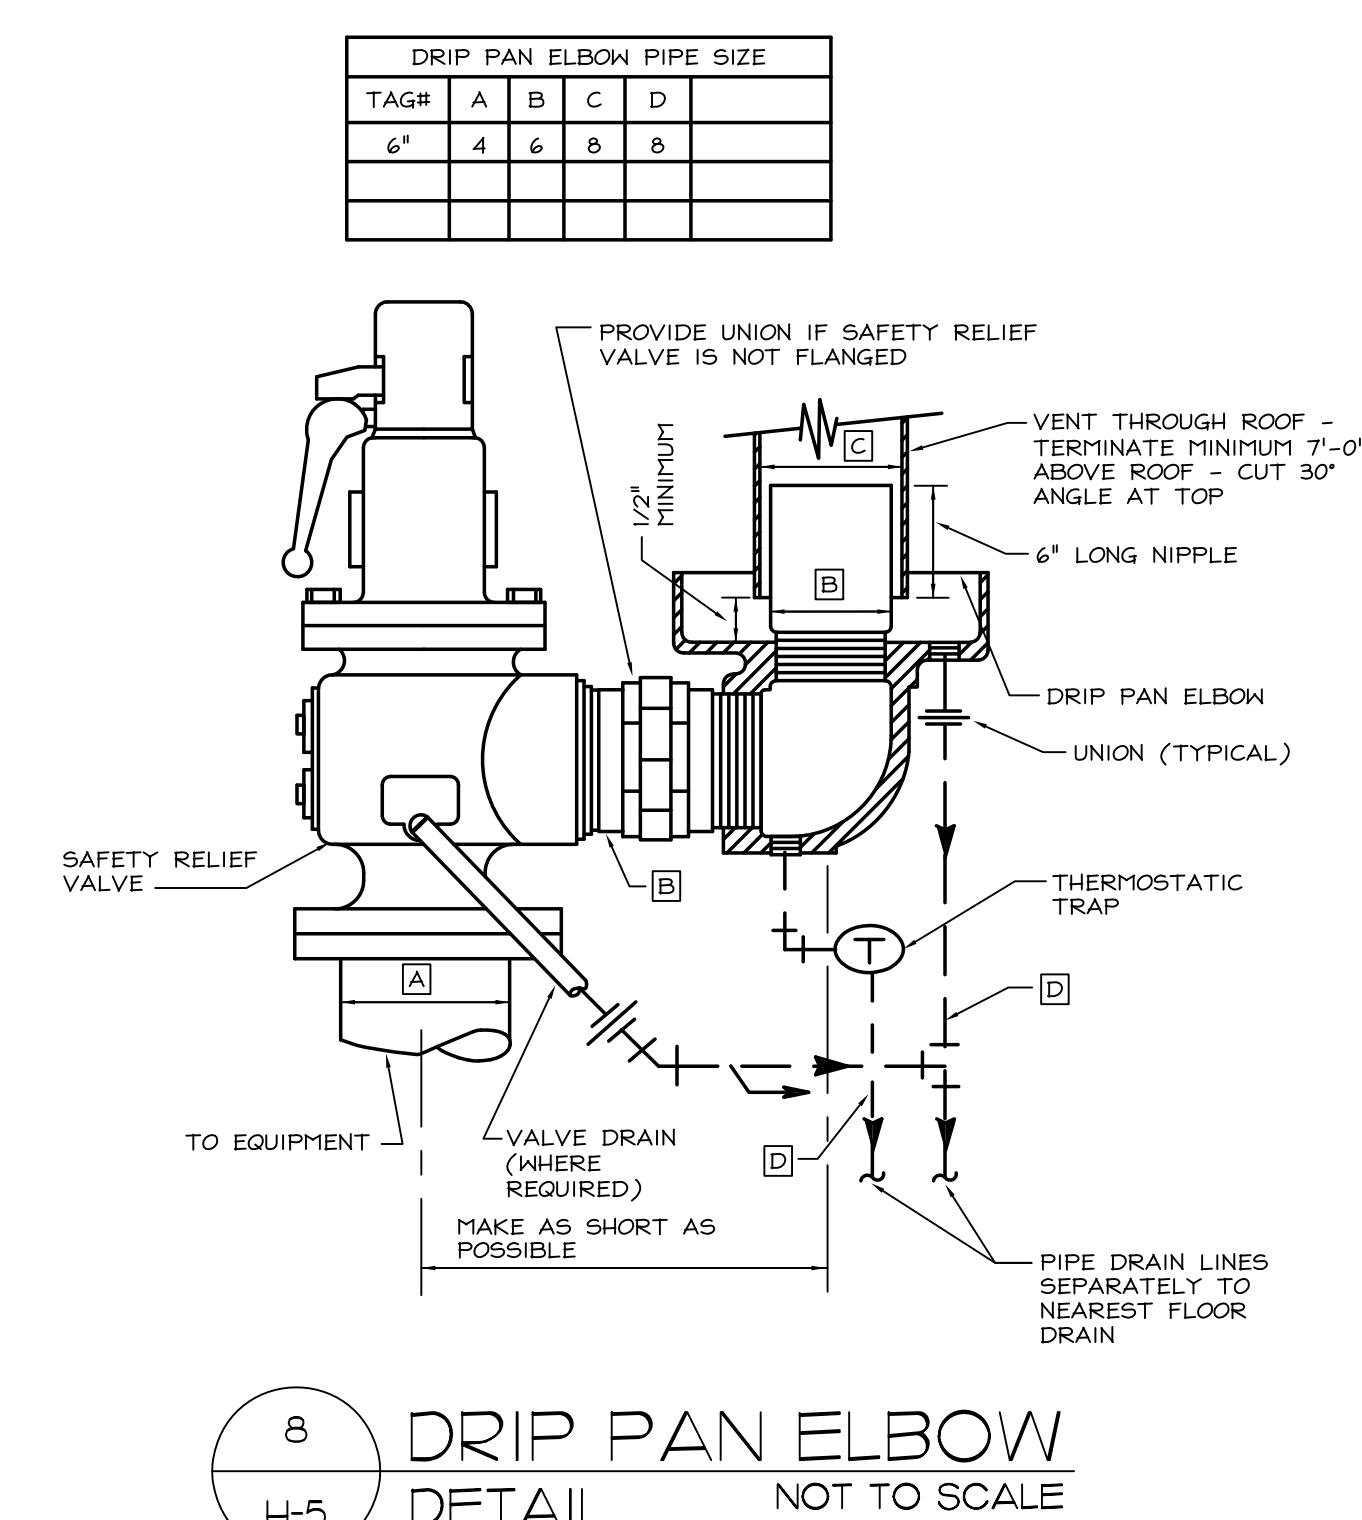 DRIP PAN ELBOW PIPE SIZE
TAG# A B C D
6" 4 6 8 8
PROVIDE UNION IF SAFETY RELIEF
VALVE IS NOT FLANGED
1/2"
MINIMUM
C
VENT THROUGH ROOF -
TERMINATE MINIMUM 7'-0"
ABOVE ROOF - CUT 30°
ANGLE AT TOP
6" LONG NIPPLE
B
DRIP PAN ELBOW
UNION (TYPICAL)
SAFETY RELIEF
VALVE
B
THERMOSTATIC
TRAP
T
A
D
TO EQUIPMENT
VALVE DRAIN
(WHERE
REQUIRED)
D
MAKE AS SHORT AS
POSSIBLE
PIPE DRAIN LINES
SEPARATELY TO
NEAREST FLOOR
DRAIN
8
DRIP PAN ELBOW
H-5
DETAIL
NOT TO SCALE